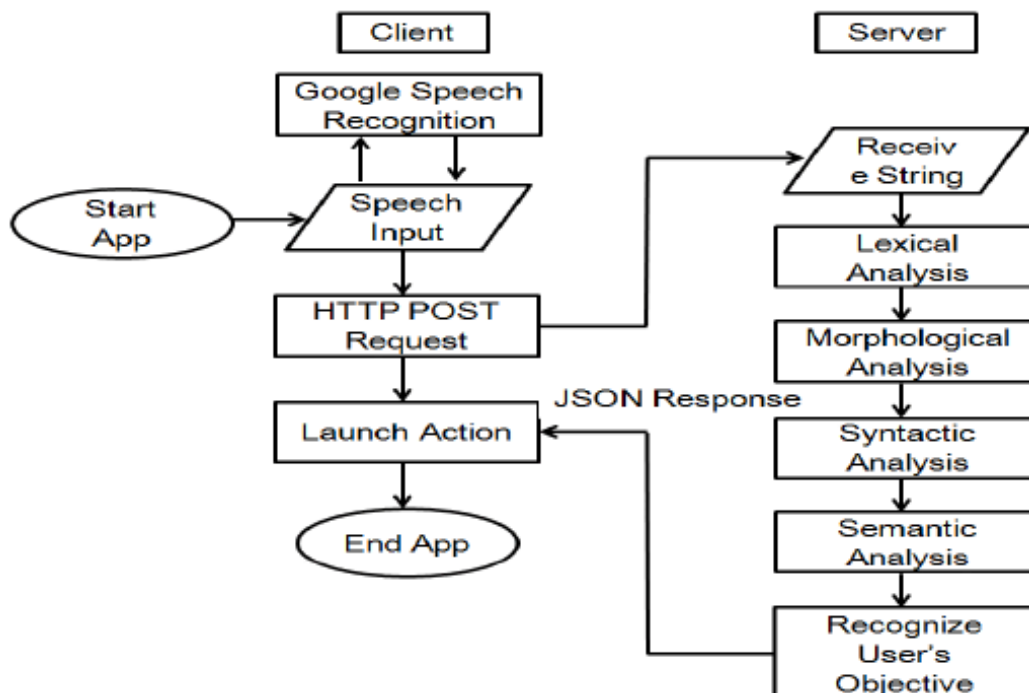 Client
Server
Google Speech
Recognition
Receiv
e String
Start
App
Speech
Input
Lexical
Analysis
HTTP POST
Request
Morphological
Analysis
JSON Response
Launch Action
Syntactic
Analysis
End App
Semantic
Analysis
Recognize
User's
Objective